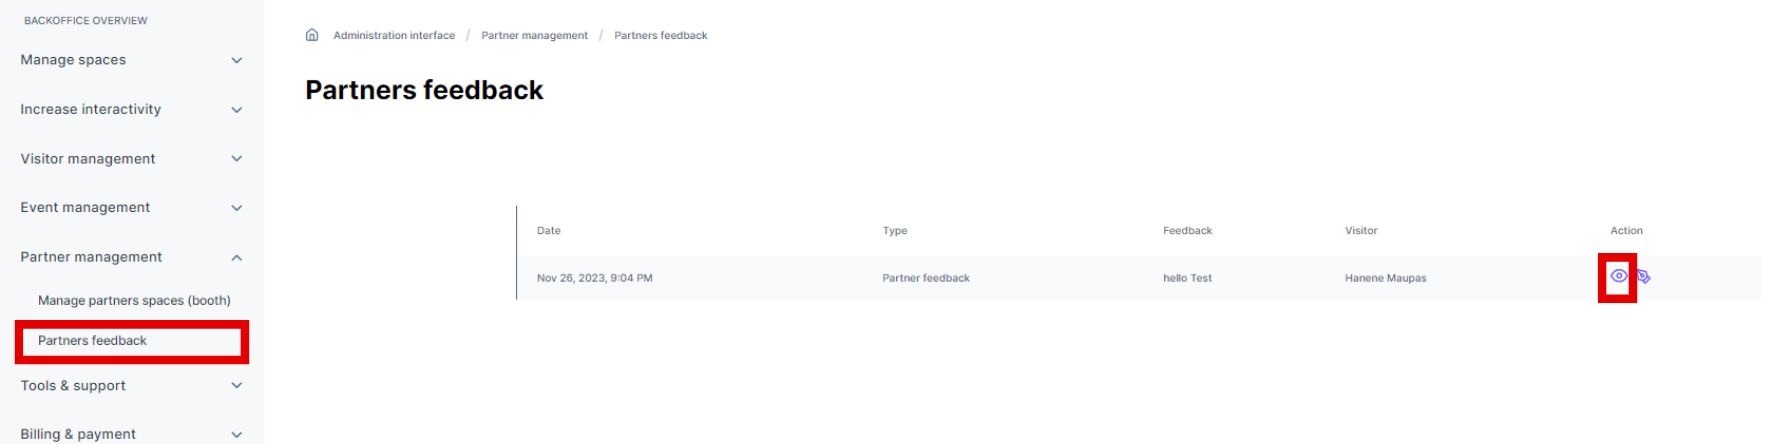 BACKOFFICE OVERVIEW
Manage spaces
Increase interactivity
Visitor management
Event management
Partner management
Manage partners spaces (booth)
Partners feedback
Tools & support
Billing & payment
Administration interface / Partner management / Partners feedback
Partners feedback
Date Type Feedback Visitor Action
Nov 26, 2023, 9:04 PM Partner feedback hello Test Hanene Maupas